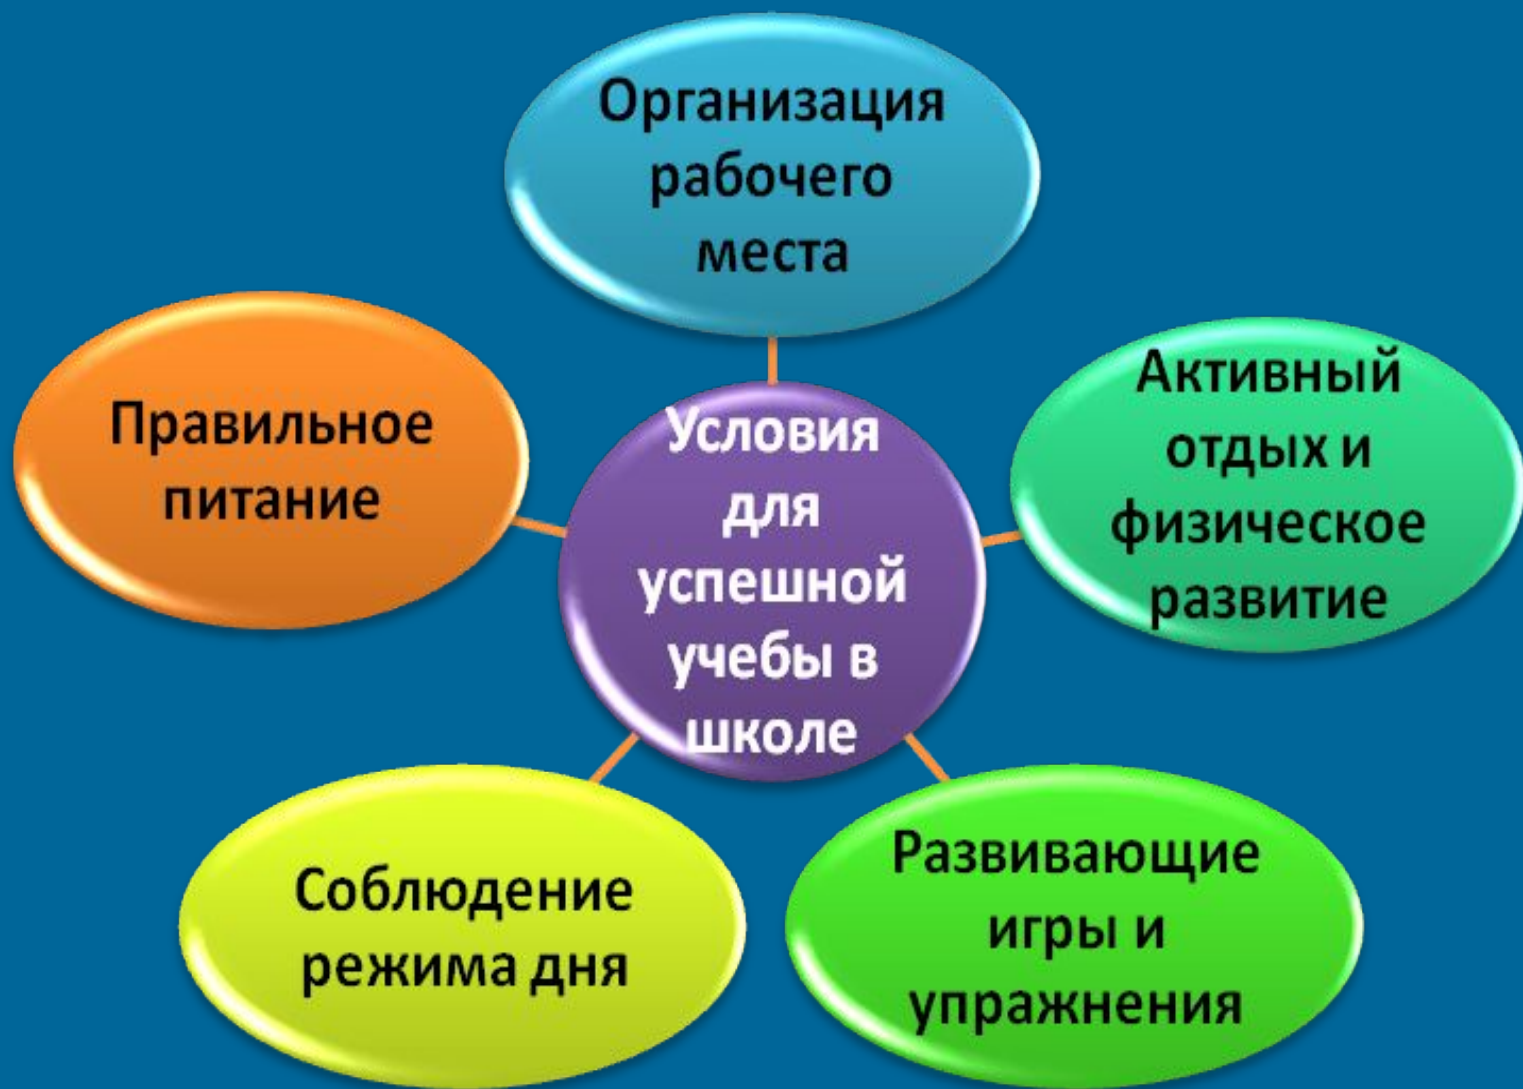 Организация
рабочего
места
Активный
отдых и
физическое
развитие
Развивающие
игры и
упражнения
Соблюдение
режима дня
Правильное
питание
Условия
для
успешной
учебы в
школе